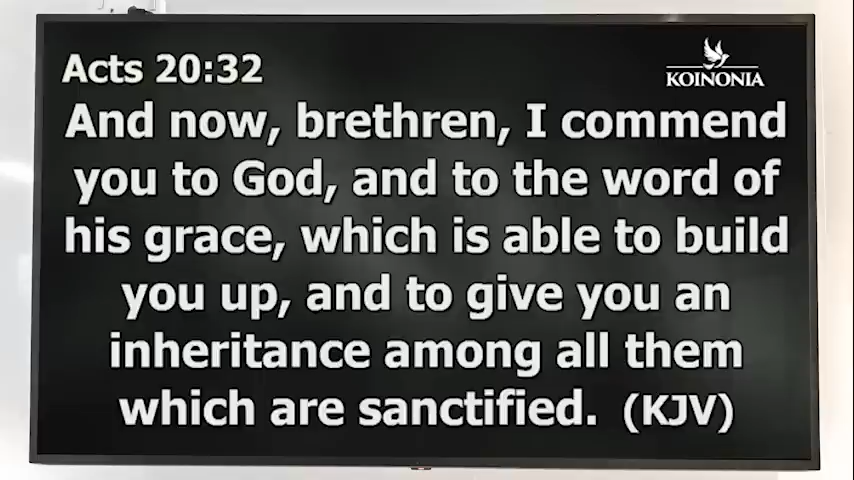 Acts 20:32
KOINONIA
And now, brethren, I commend
you to God, and to the word of
his grace, which is able to build
you up, and to give you an
inheritance among all them
which are sanctified. (KJV)